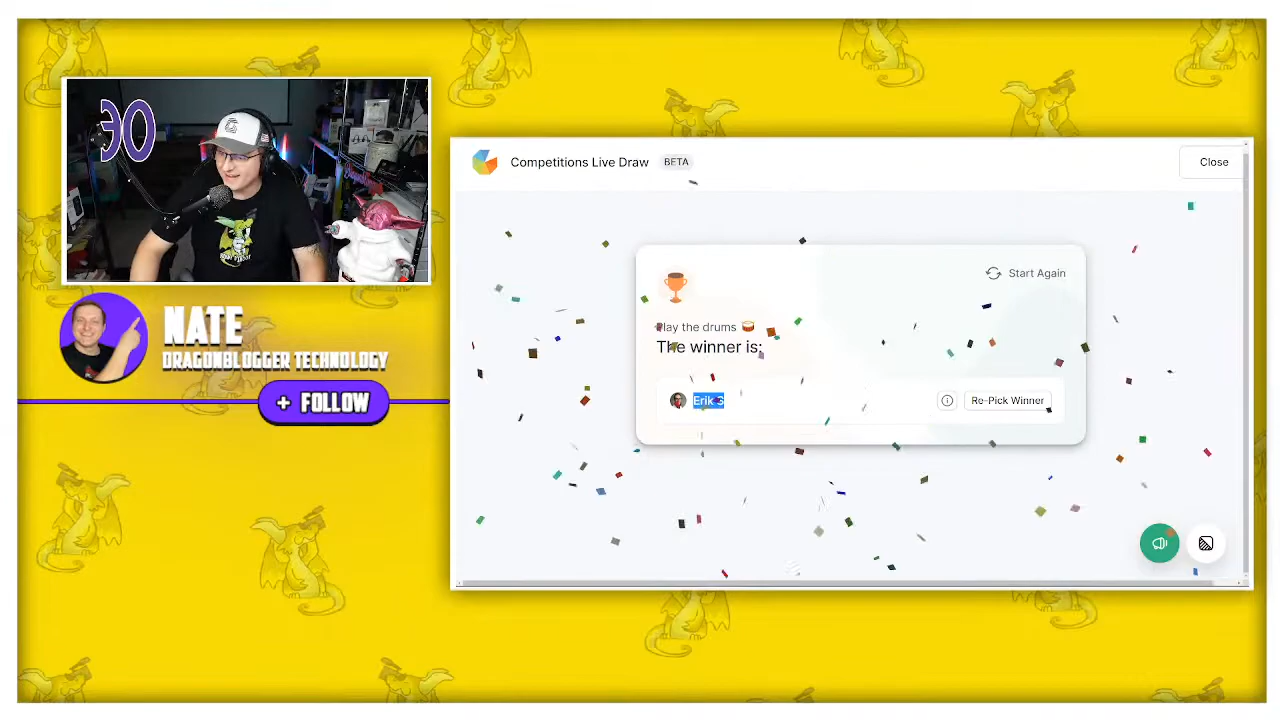 30
NATE
DRAGONBLOGGER TECHNOLOGY
+ FOLLOW
Competitions Live Draw BETA
Close
Start Again
Play the drums 🥁
The winner is:
Erik
Re-Pick Winner